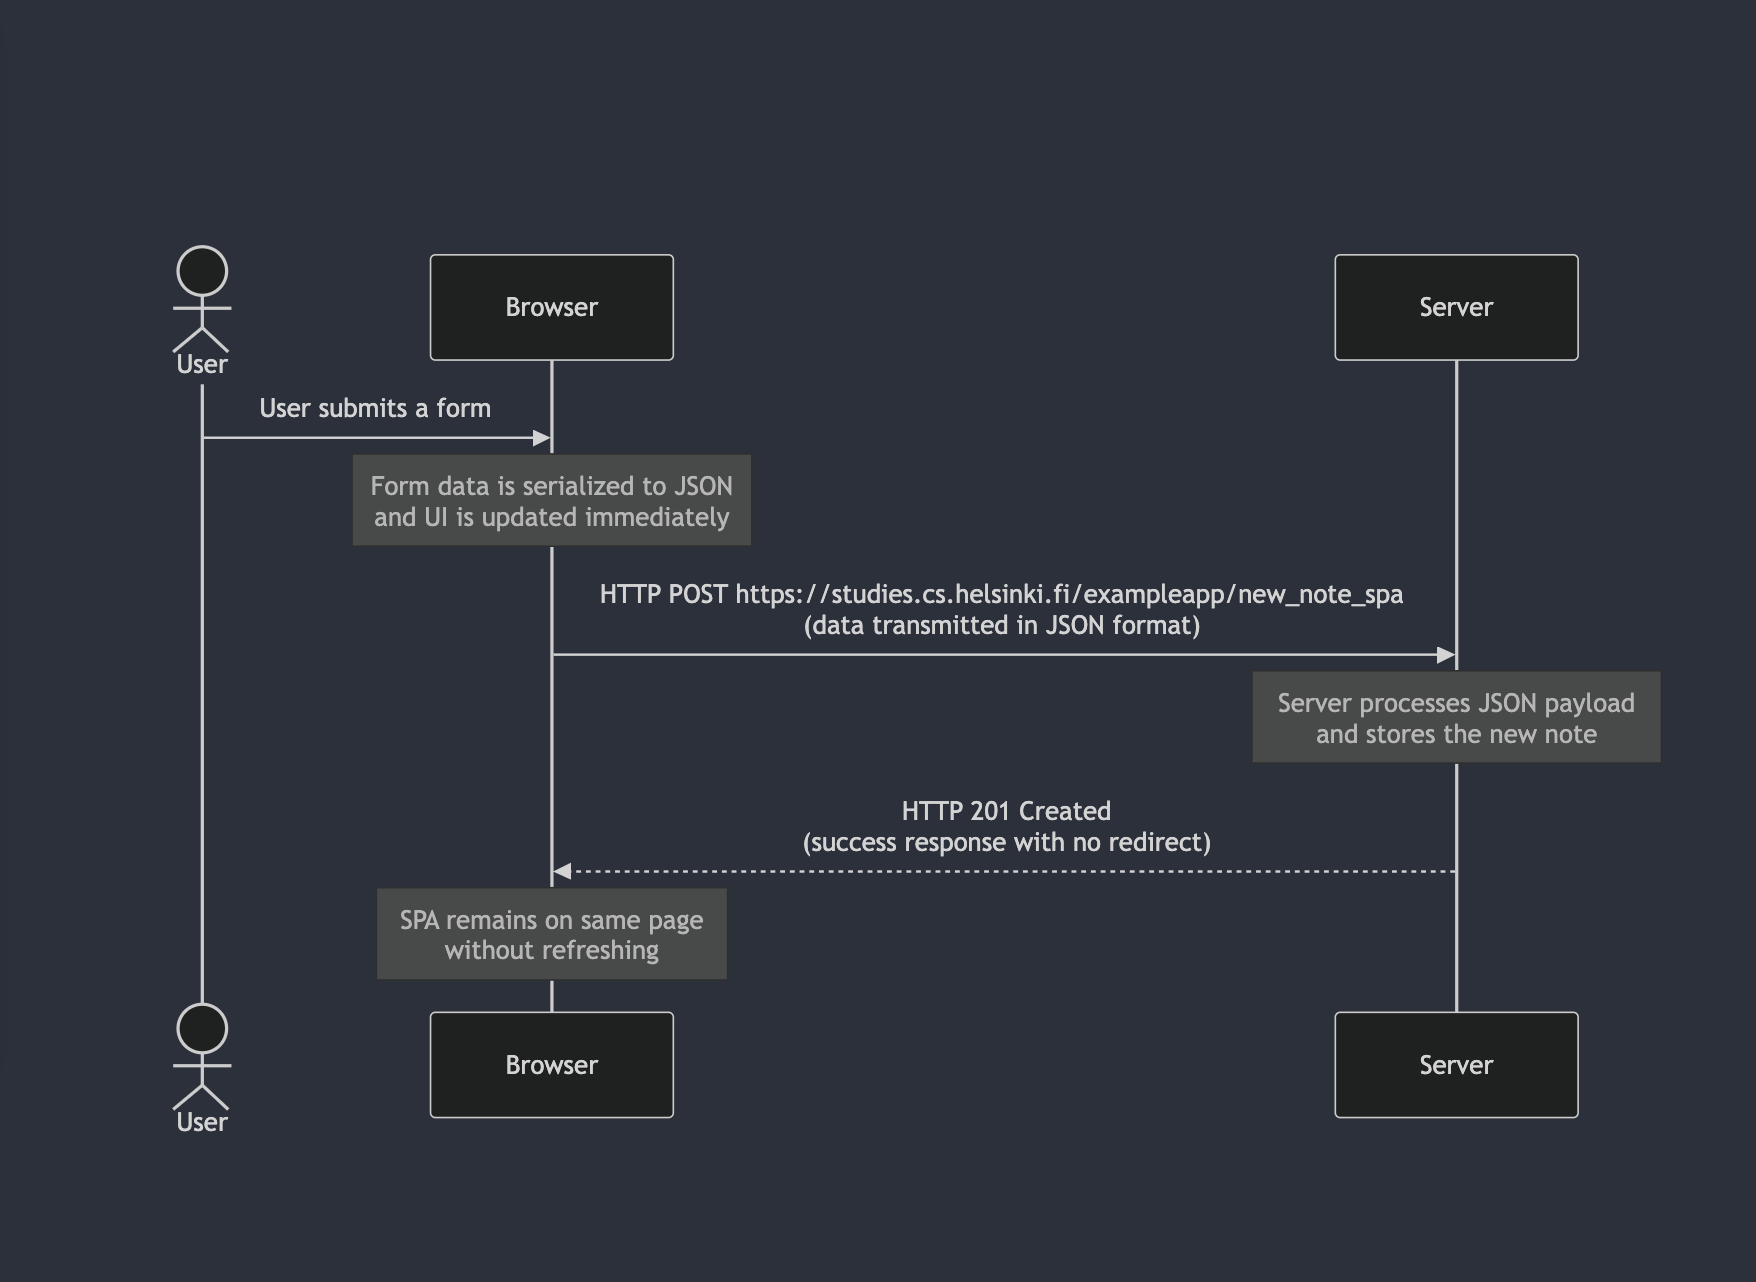 User
Browser
Server
User submits a form
Form data is serialized to JSON
and UI is updated immediately
HTTP POST https://studies.cs.helsinki.fi/exampleapp/new_note_spa
(data transmitted in JSON format)
Server processes JSON payload
and stores the new note
HTTP 201 Created
(success response with no redirect)
SPA remains on same page
without refreshing
User
Browser
Server